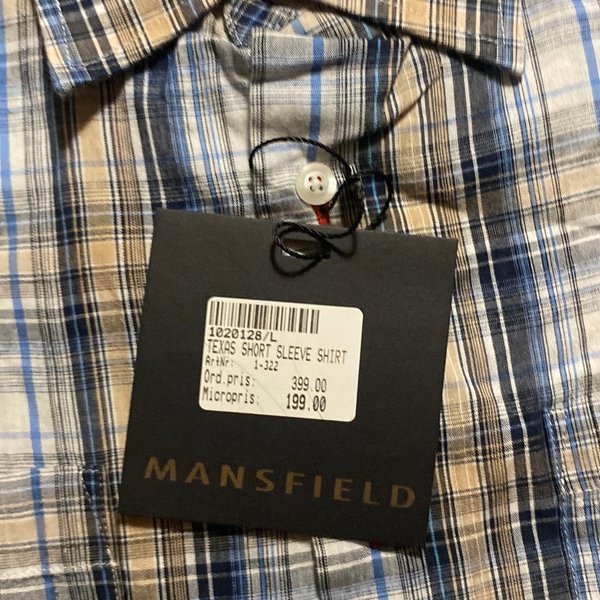 1020128/L
TEXAS SHORT SLEEVE SHIRT
ArtNr: 1-322
Ord.pris: 399.00
Micropris: 199.00
MANSFIELD